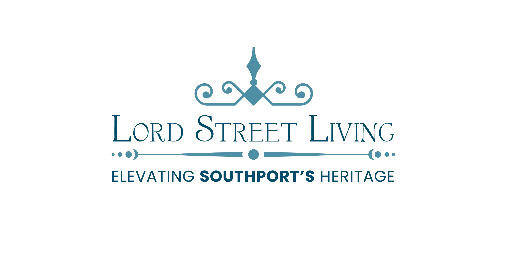 LORD STREET LIVING
ELEVATING SOUTHPORT'S HERITAGE